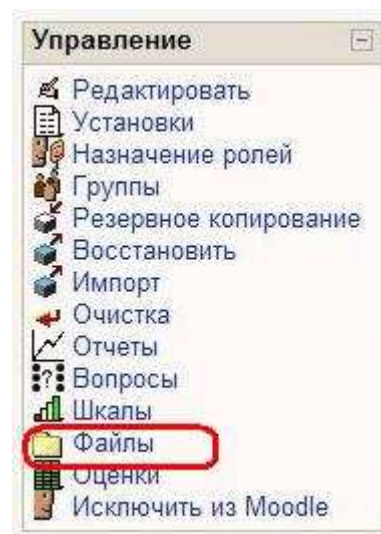 Управление
Редактировать
Установки
Назначение ролей
Группы
Резервное копирование
Восстановить
Импорт
Очистка
Отчеты
Вопросы
Шкалы
Файлы
Оценки
Исключить из Moodle